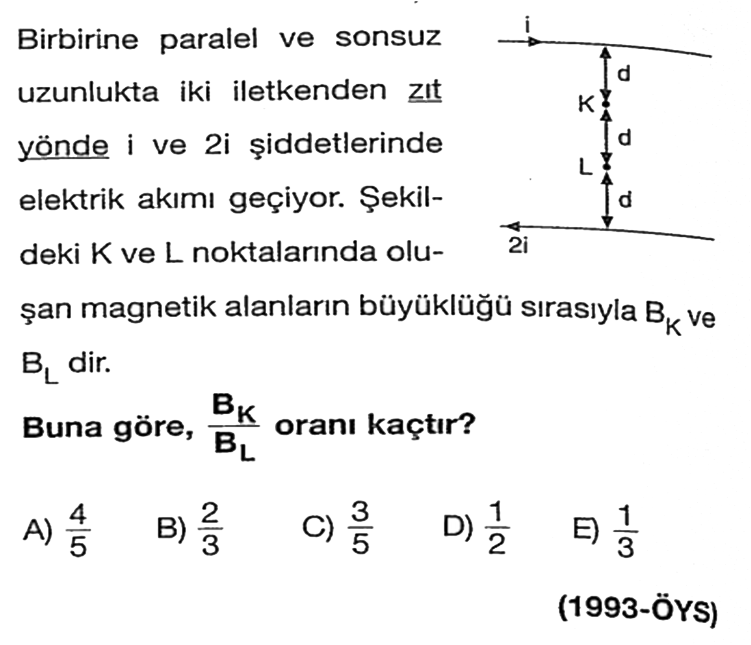 Birbirine paralel ve sonsuz
uzunlukta iki iletkenden zıt
yönde i ve 2i şiddetlerinde
elektrik akımı geçiyor. Şekil-
deki K ve L noktalarında olu-
şan magnetik alanların büyüklüğü sırasıyla B_K ve
B_L dir.
i
d
K
d
L
d
2i
Buna göre, B_K/B_L oranı kaçtır?
A) 4/5 B) 2/3 C) 3/5 D) 1/2 E) 1/3
(1993-ÖYS)